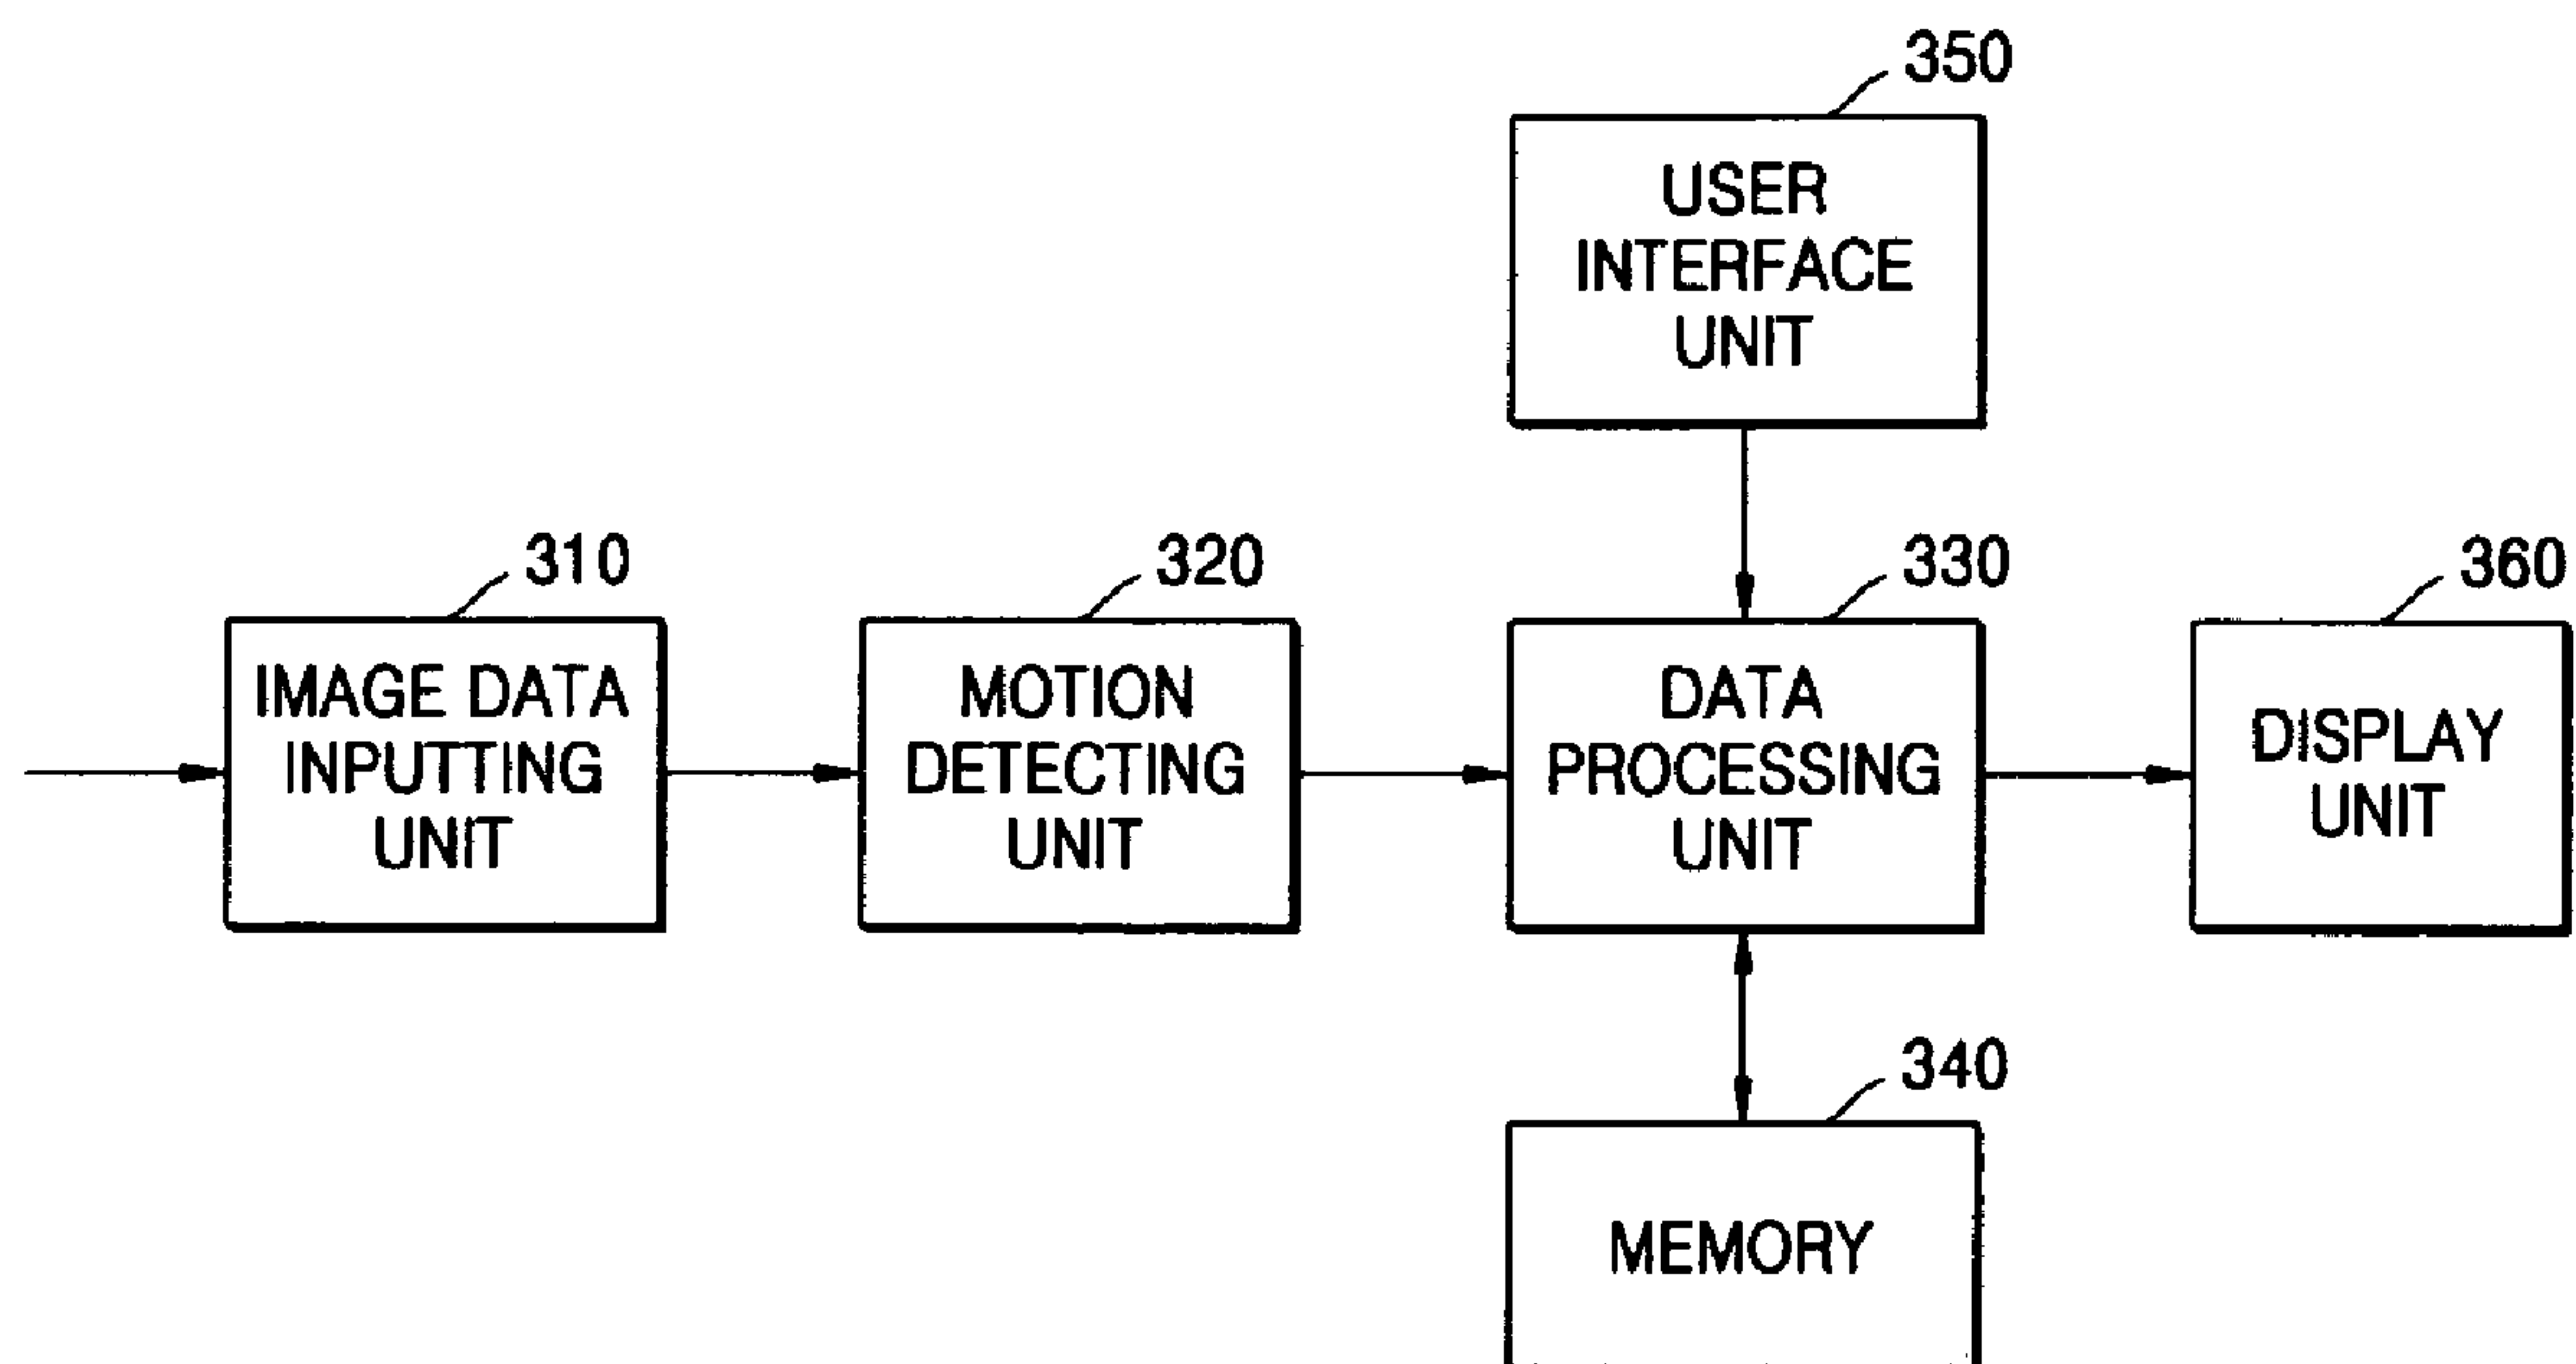 350
USER
INTERFACE
UNIT
310
320
330
360
IMAGE DATA
INPUTTING
UNIT
MOTION
DETECTING
UNIT
DATA
PROCESSING
UNIT
DISPLAY
UNIT
340
MEMORY